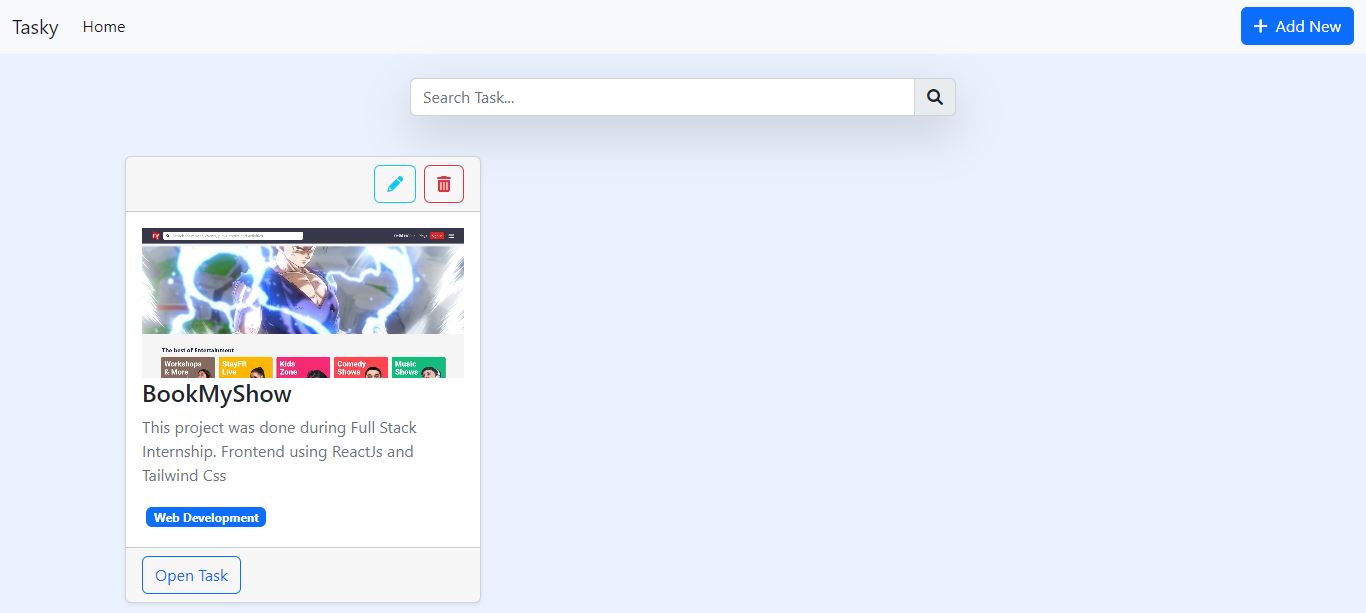 Tasky Home
Add New
Search Task...
The best of Entertainment
Workshops & More
StayFit Live
Kids Zone
Comedy Shows
Music Shows
BookMyShow
This project was done during Full Stack
Internship. Frontend using ReactJs and
Tailwind Css
Web Development
Open Task